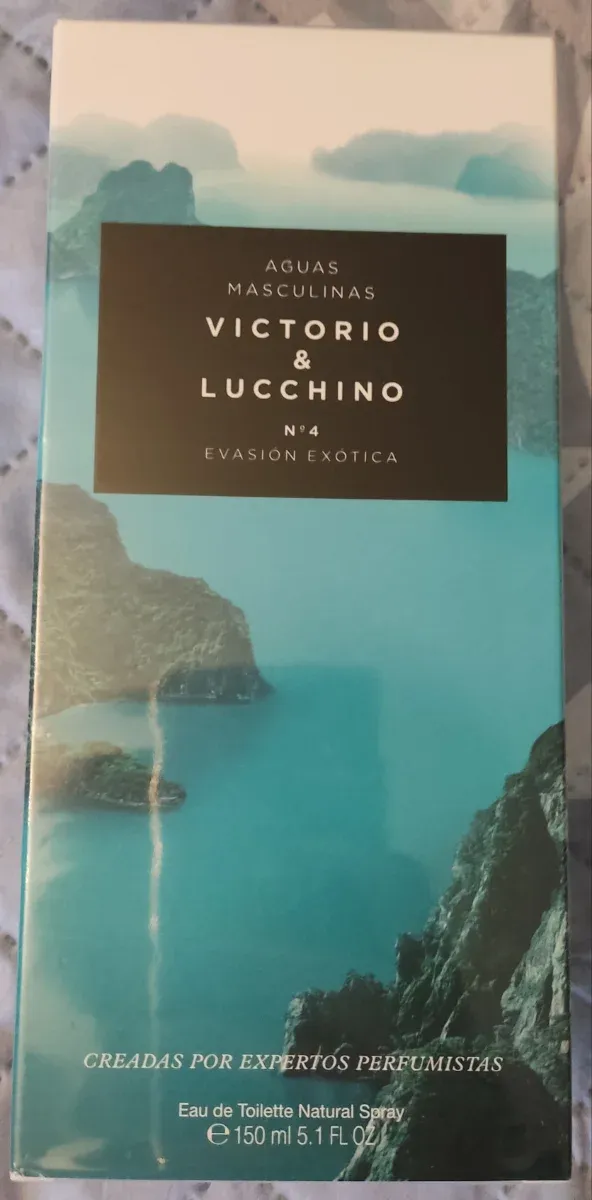 AGUAS
MASCULINAS
VICTORIO
&
LUCCHINO
Nº4
EVASIÓN EXÓTICA
CREADAS POR EXPERTOS PERFUMISTAS
Eau de Toilette Natural Spray
℮ 150 ml 5.1 FL OZ